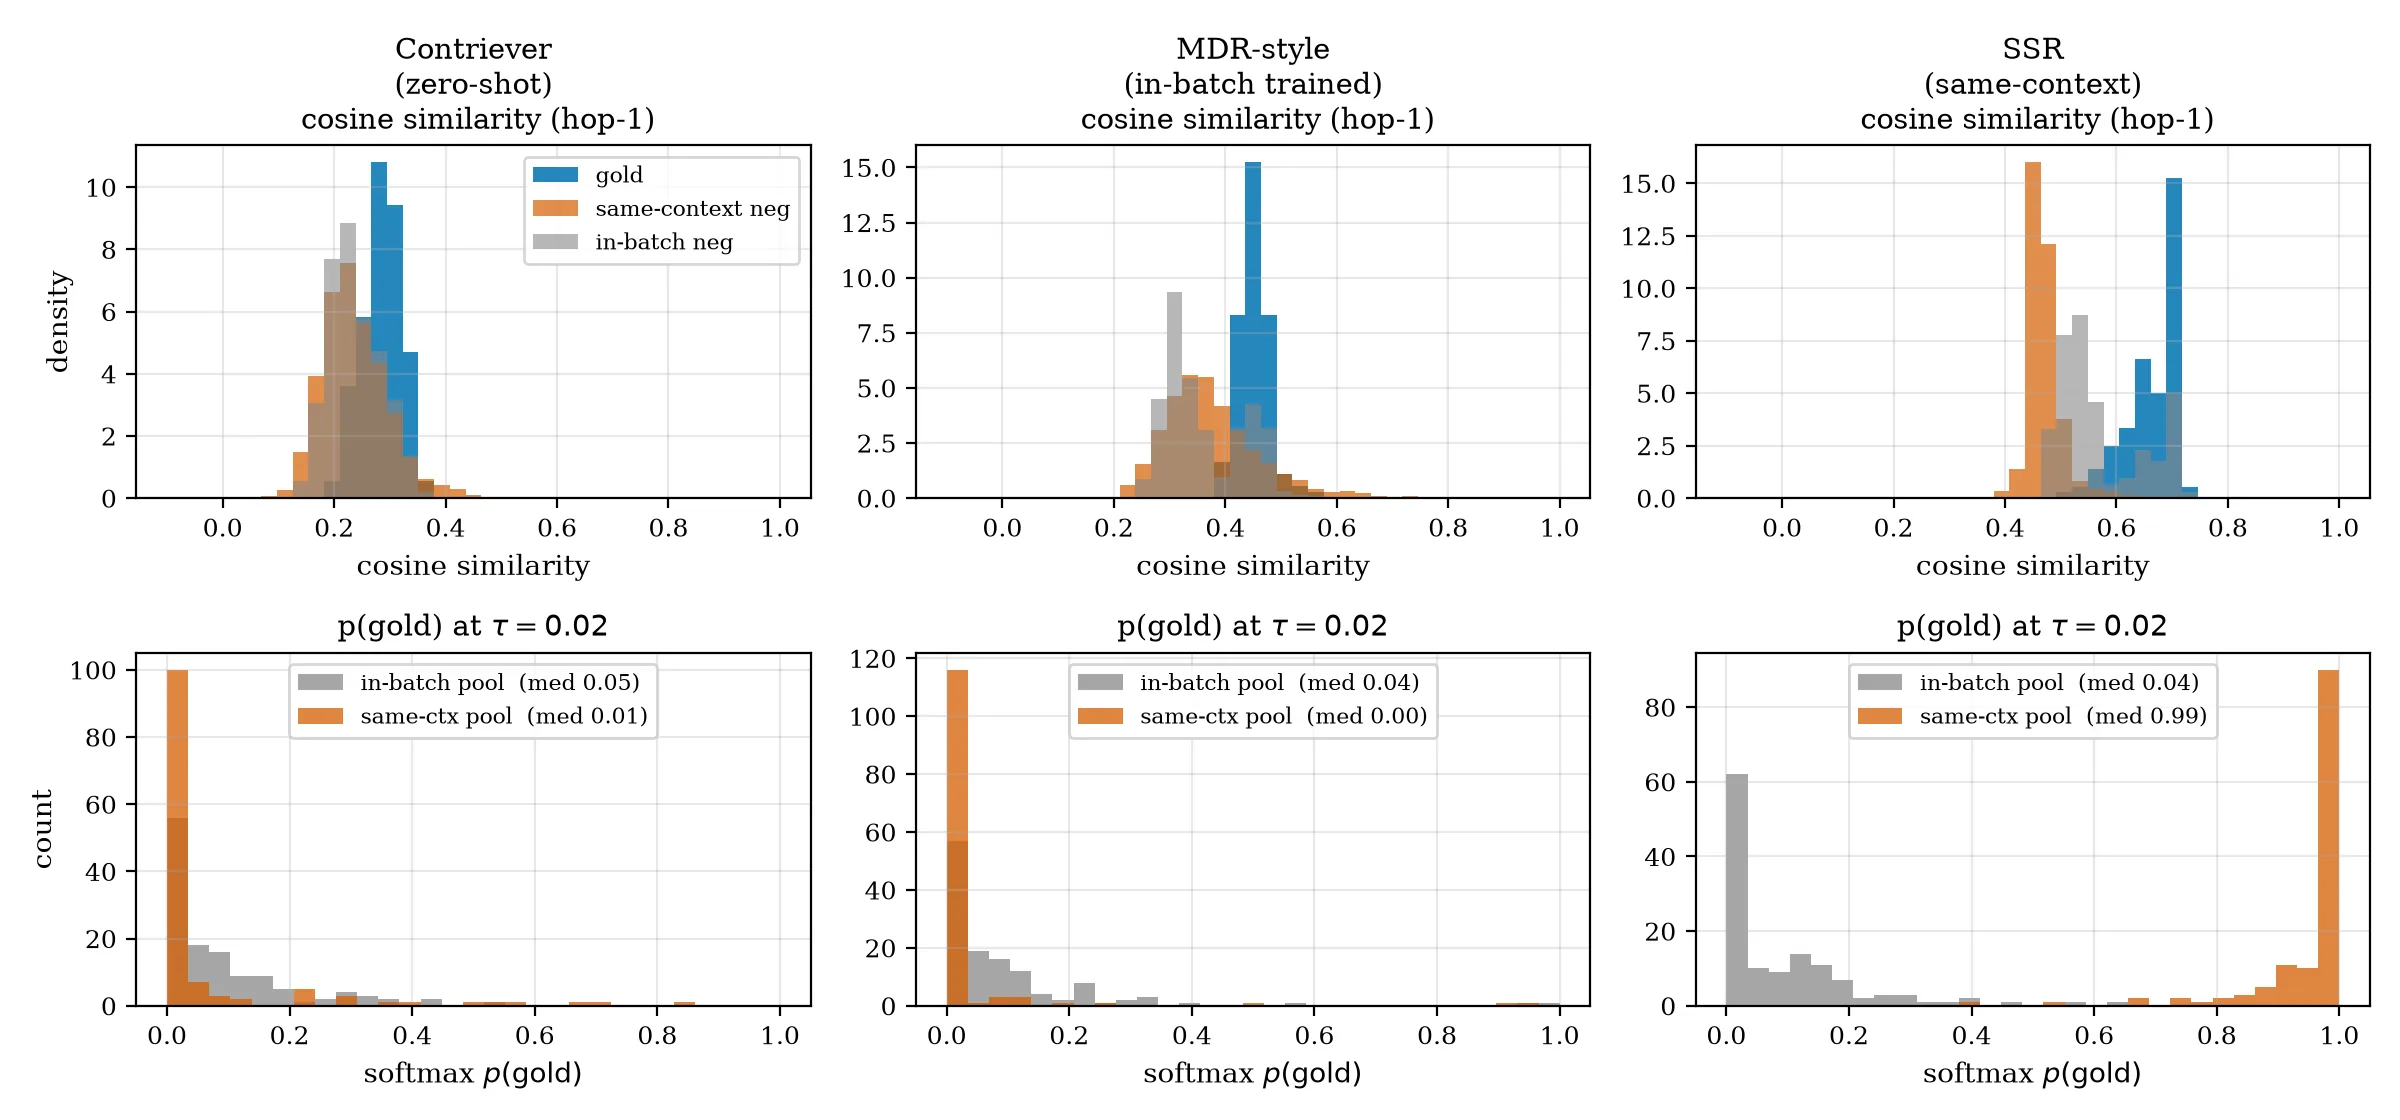 Contriever
(zero-shot)
cosine similarity (hop-1)
MDR-style
(in-batch trained)
cosine similarity (hop-1)
SSR
(same-context)
cosine similarity (hop-1)
density
10
8
6
4
2
0
gold
same-context neg
in-batch neg
0.0 0.2 0.4 0.6 0.8 1.0
cosine similarity
15.0
12.5
10.0
7.5
5.0
2.5
0.0
0.0 0.2 0.4 0.6 0.8 1.0
cosine similarity
15.0
12.5
10.0
7.5
5.0
2.5
0.0
0.0 0.2 0.4 0.6 0.8 1.0
cosine similarity
p(gold) at τ = 0.02
count
100
80
60
40
20
0
in-batch pool (med 0.05)
same-ctx pool (med 0.01)
0.0 0.2 0.4 0.6 0.8 1.0
softmax p(gold)
p(gold) at τ = 0.02
120
100
80
60
40
20
0
in-batch pool (med 0.04)
same-ctx pool (med 0.00)
0.0 0.2 0.4 0.6 0.8 1.0
softmax p(gold)
p(gold) at τ = 0.02
80
60
40
20
0
in-batch pool (med 0.04)
same-ctx pool (med 0.99)
0.0 0.2 0.4 0.6 0.8 1.0
softmax p(gold)